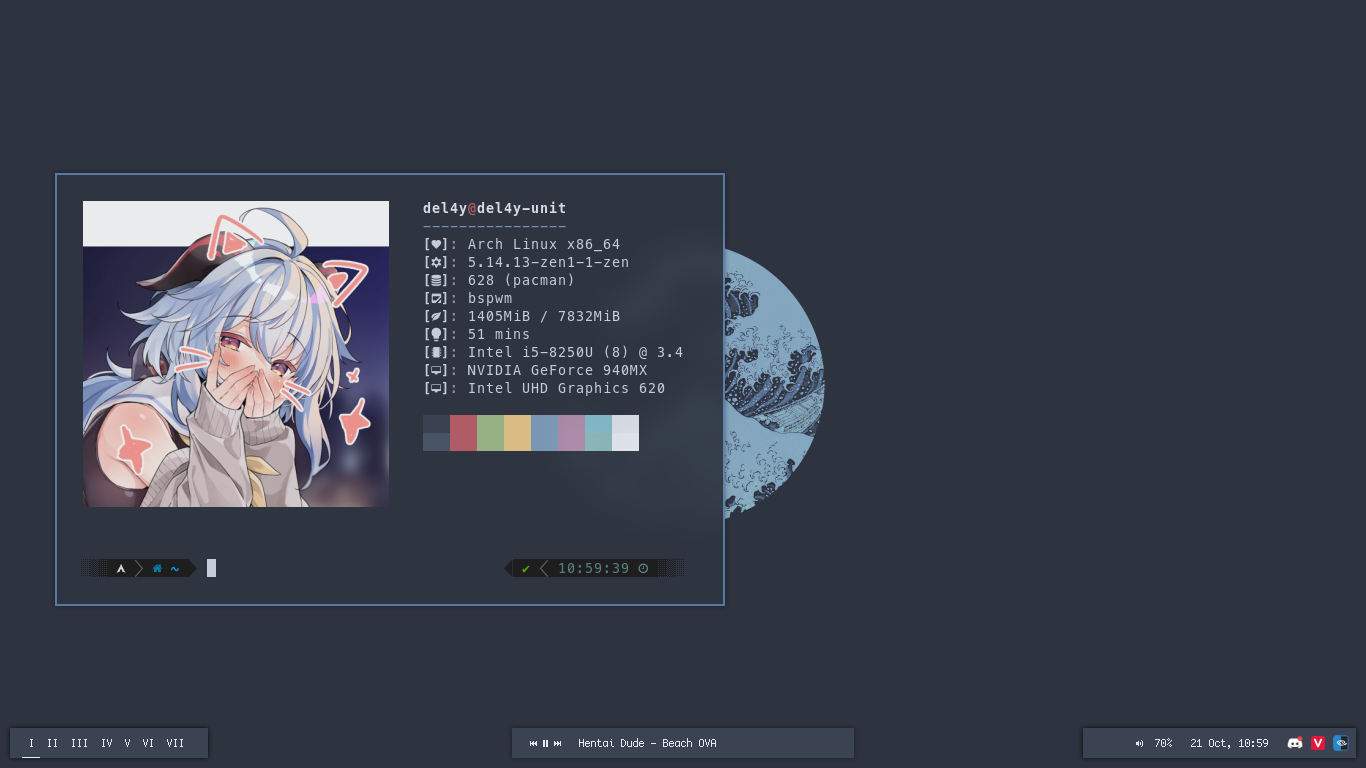 del4y@del4y-unit
----------------
[]: Arch Linux x86_64
[]: 5.14.13-zen1-1-zen
[]: 628 (pacman)
[]: bspwm
[]: 1405MiB / 7832MiB
[]: 51 mins
[]: Intel i5-8250U (8) @ 3.4
[]: NVIDIA GeForce 940MX
[]: Intel UHD Graphics 620
~ ✔ 10:59:39
I II III IV V VI VII
Hentai Dude - Beach OVA
70% 21 Oct, 10:59